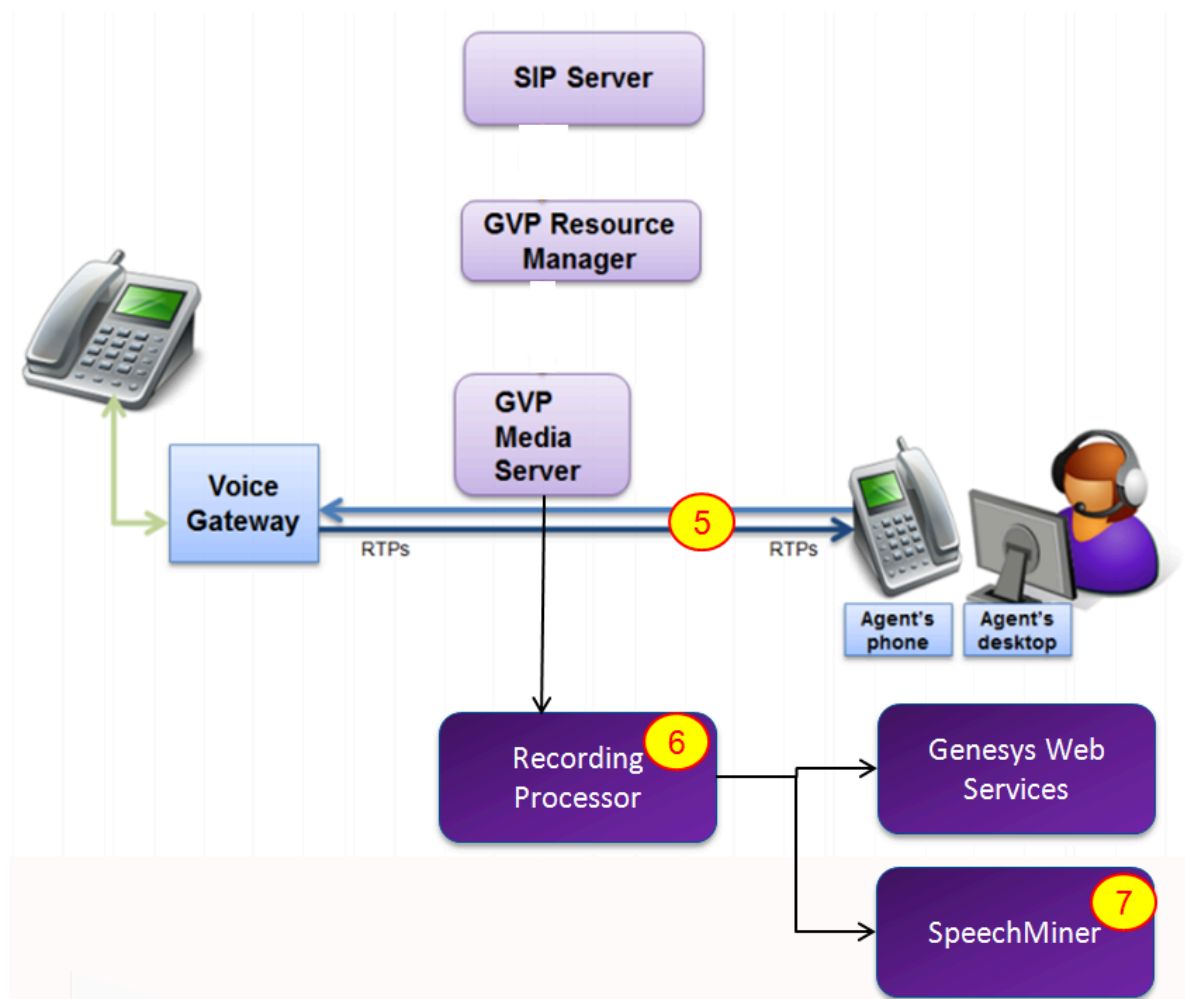 SIP Server
GVP Resource
Manager
GVP
Media
Server
Voice
Gateway
5
RTPs
RTPs
Agent's
phone
Agent's
desktop
6
Recording
Processor
Genesys Web
Services
7
SpeechMiner